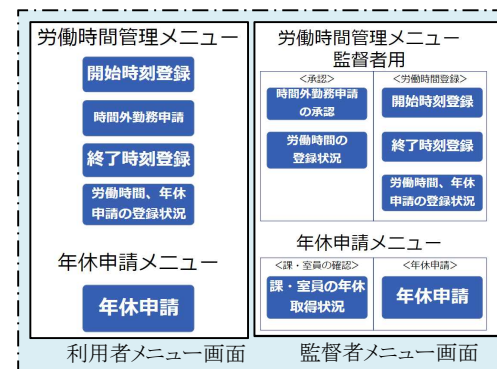 労働時間管理メニュー
開始時刻登録
時間外勤務申請
終了時刻登録
労働時間、年休
申請の登録状況
年休申請メニュー
年休申請
利用者メニュー画面
労働時間管理メニュー
監督者用
<承認>
時間外勤務申請
の承認
労働時間の
登録状況
<労働時間登録>
開始時刻登録
終了時刻登録
労働時間、年休
申請の登録状況
年休申請メニュー
<課・室員の確認>
課・室員の年休
取得状況
<年休申請>
年休申請
監督者メニュー画面